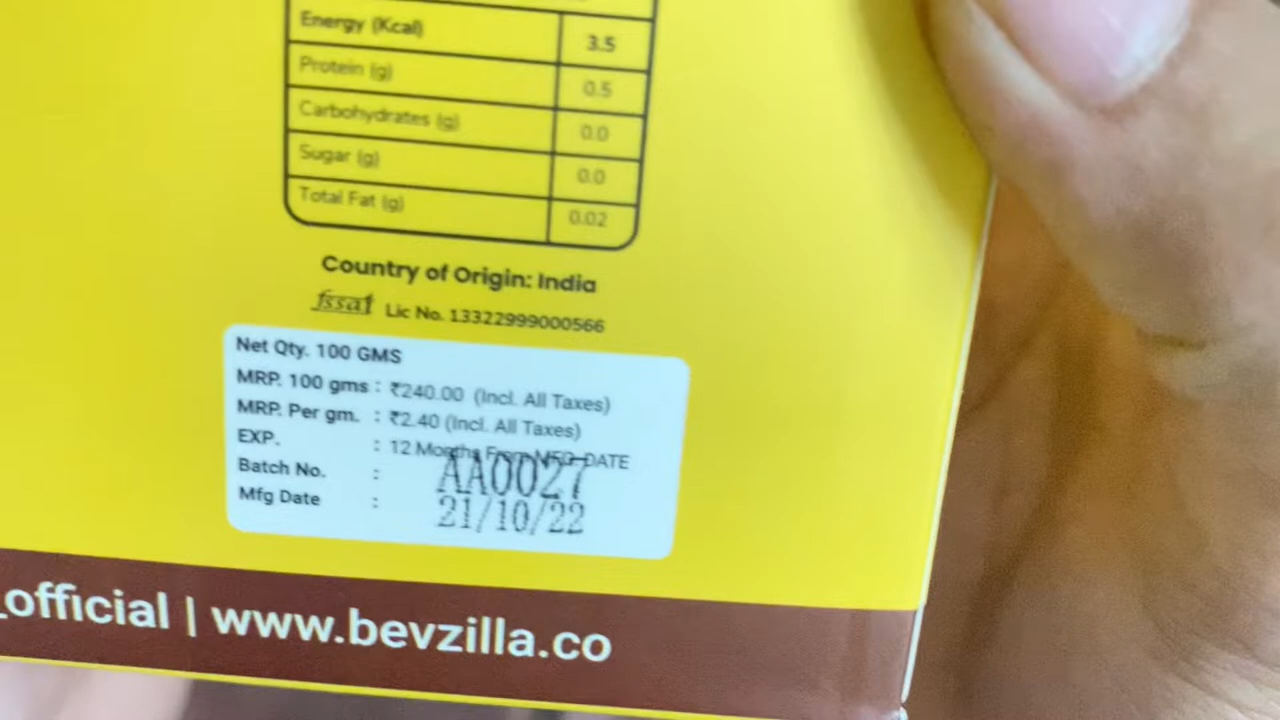 Energy (Kcal) 3.5
Protein (g) 0.5
Carbohydrates (g) 0.0
Sugar (g) 0.0
Total Fat (g) 0.02
Country of Origin: India
fssai Lic No. 13322999000566
Net Qty. 100 GMS
MRP. 100 gms : ₹240.00 (Incl. All Taxes)
MRP. Per gm. : ₹2.40 (Incl. All Taxes)
EXP. : 12 Months From MFG DATE
Batch No. : AA0027
Mfg Date : 21/10/22
_official | www.bevzilla.co